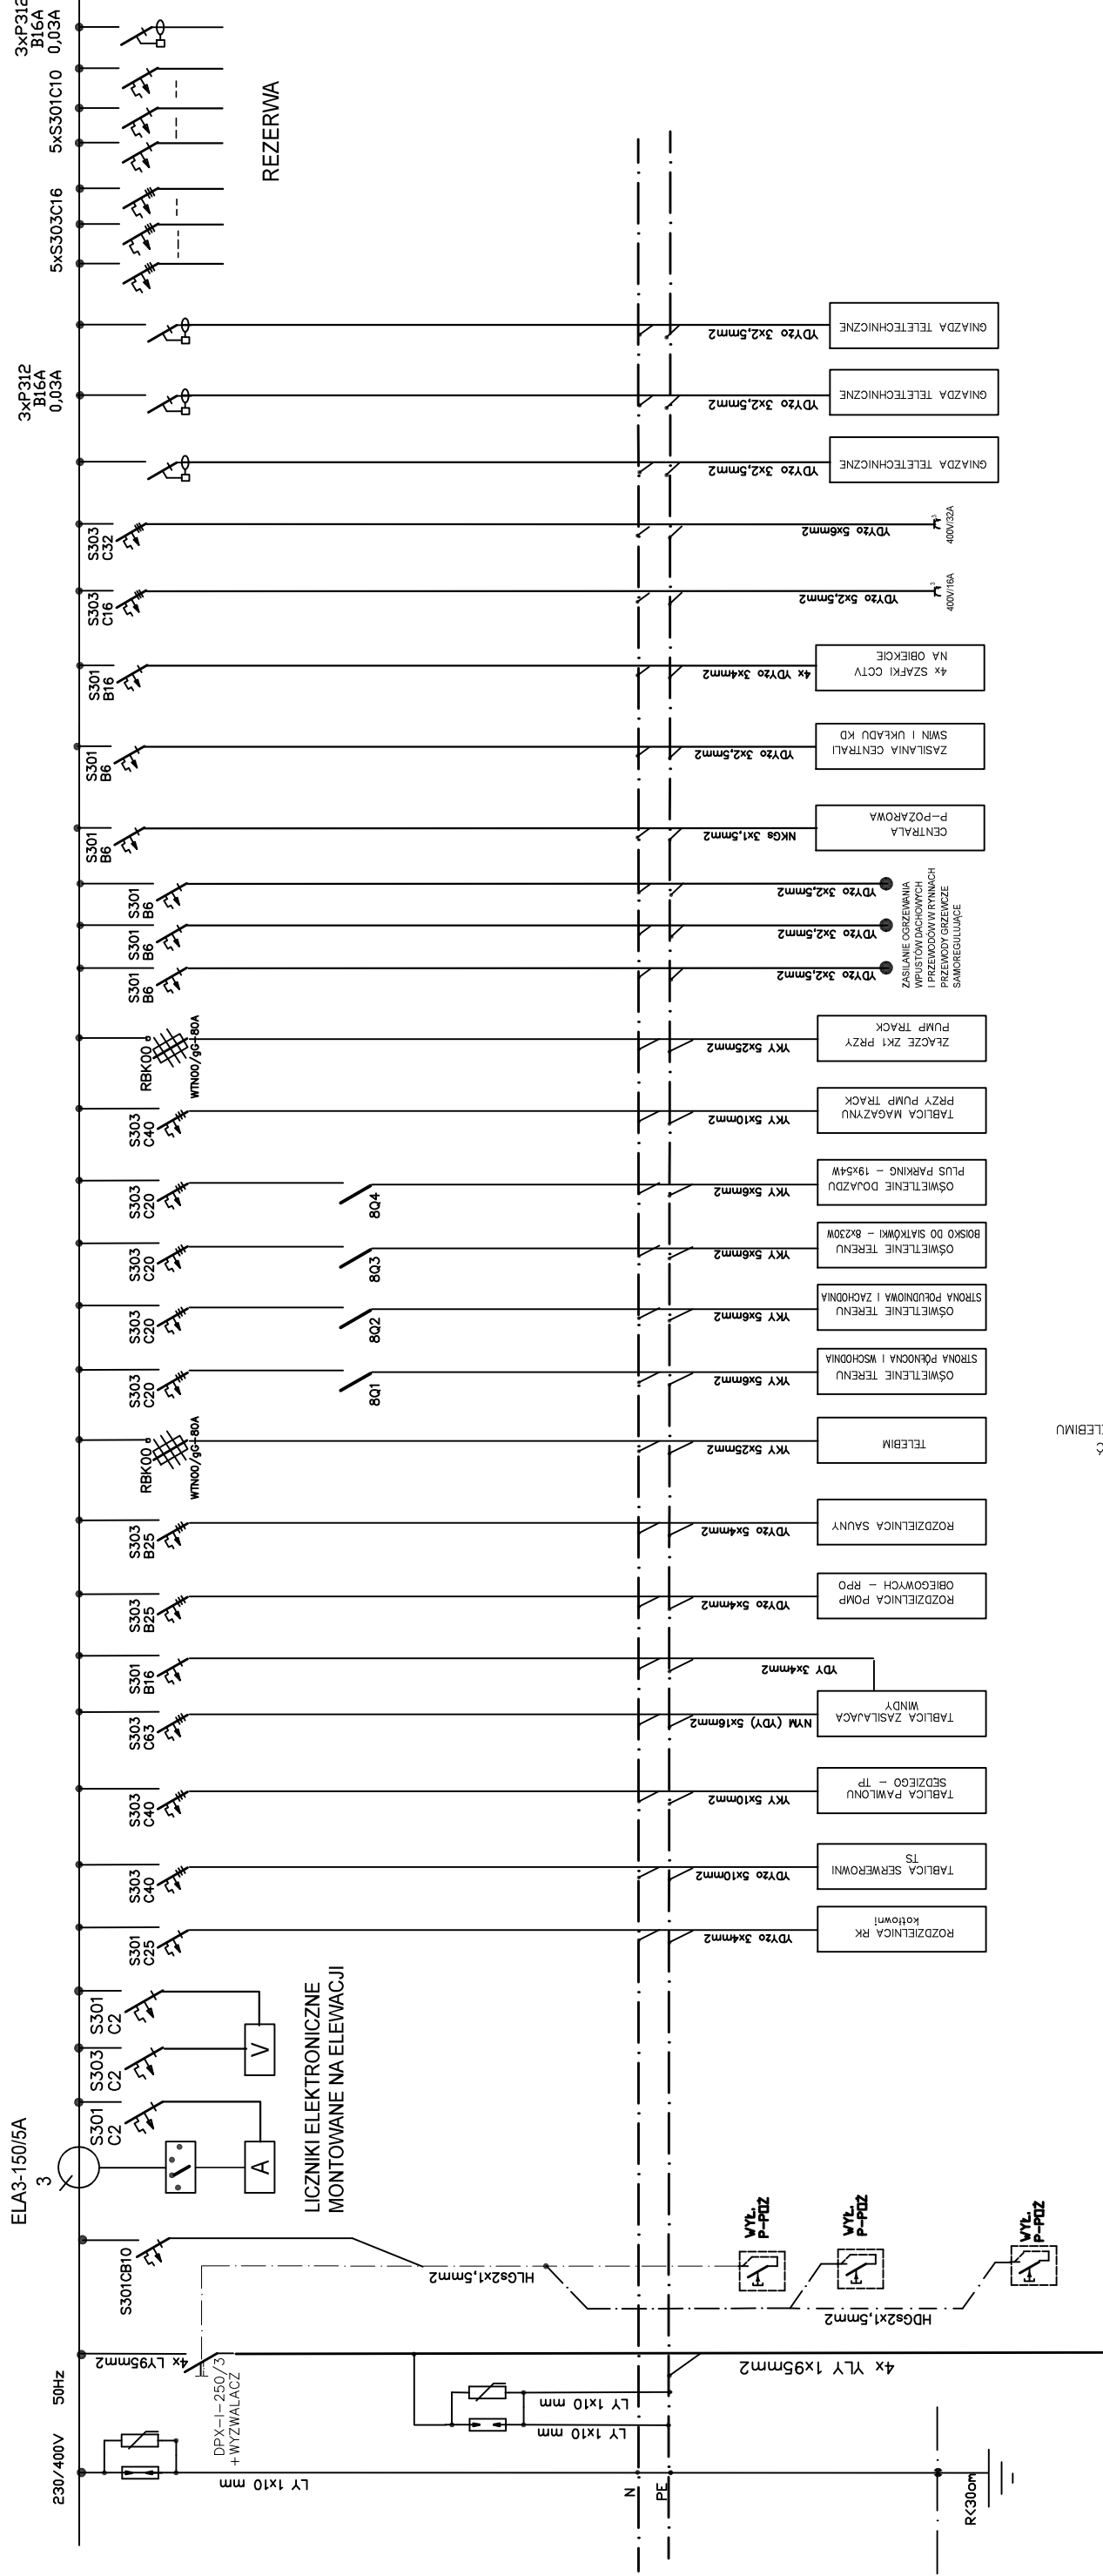 3xP312
B16A
0,03A
5xS301C10
5xS303C16
REZERWA
3xP312
B16A
0,03A
YDYżo 3x2,5mm2
GNIAZDA TELETECHNICZNE
YDYżo 3x2,5mm2
GNIAZDA TELETECHNICZNE
YDYżo 3x2,5mm2
GNIAZDA TELETECHNICZNE
S303
C32
YDYżo 5x6mm2
3
400V/32A
S303
C16
YDYżo 5x2,5mm2
3
400V/16A
S301
B16
4x YDYżo 3x4mm2
4x SZAFKI CCTV
NA OBIEKCIE
S301
B6
YDYżo 3x2,5mm2
ZASILANIA CENTRALI
SWIN I UKŁADU KD
S301
B6
NKGs 3x1,5mm2
CENTRALA
P-POŻAROWA
S301
B6
YDYżo 3x2,5mm2
S301
B6
YDYżo 3x2,5mm2
S301
B6
YDYżo 3x2,5mm2
ZASILANIE OGRZEWANIA
WPUSTÓW DACHOWYCH
I PRZEWODÓW W RYNNACH
PRZEWODY GRZEWCZE
SAMOREGULUJĄCE
RBK00
WTN00/gG-80A
YKY 5x25mm2
ZŁĄCZE ZK1 PRZY
PUMP TRACK
S303
C40
YKY 5x10mm2
TABLICA MAGAZYNU
PRZY PUMP TRACK
S303
C20
8Q4
YKY 5x6mm2
OŚWIETLENIE DOJAZDU
PLUS PARKING - 19x54W
S303
C20
8Q3
YKY 5x6mm2
OŚWIETLENIE TERENU
BOISKO DO SIATKÓWKI - 8x230W
S303
C20
8Q2
YKY 5x6mm2
OŚWIETLENIE TERENU
STRONA POŁUDNIOWA I ZACHODNIA
S303
C20
8Q1
YKY 5x6mm2
OŚWIETLENIE TERENU
STRONA PÓŁNOCNA I WSCHODNIA
RBK00
WTN00/gG-80A
YKY 5x25mm2
TELEBIM
S303
B25
YDYżo 5x4mm2
ROZDZIELNICA SAUNY
S303
B25
YDYżo 5x4mm2
ROZDZIELNICA POMP
OBIEGOWYCH - RPO
S301
B16
YDY 3x4mm2
S303
C63
NYM (YDY) 5x16mm2
TABLICA ZASILAJĄCA
WINDY
S303
C40
YKY 5x10mm2
TABLICA PAWILONU
SĘDZIEGO - TP
S303
C40
YDYżo 5x10mm2
TABLICA SERWEROWNI
TS
S301
C25
YDYżo 3x4mm2
ROZDZIELNICA RK
kotłowni
S301
C2
S303
C2
V
S301
C2
A
ELA3-150/5A
3
LICZNIKI ELEKTRONICZNE
MONTOWANE NA ELEWACJI
S301CB10
HLGs2x1,5mm2
HDGs2x1,5mm2
WYŁ.
P-POŻ
WYŁ.
P-POŻ
WYŁ.
P-POŻ
230/400V 50Hz
4x LY95mm2
DPX-I-250/3
+WYZWALACZ
LY 1x10 mm
LY 1x10 mm
LY 1x10 mm
4x YLY 1x95mm2
N
PE
R<30om